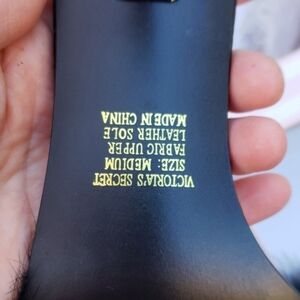 VICTORIA'S SECRET
SIZE: MEDIUM
FABRIC UPPER
LEATHER SOLE
MADE IN CHINA